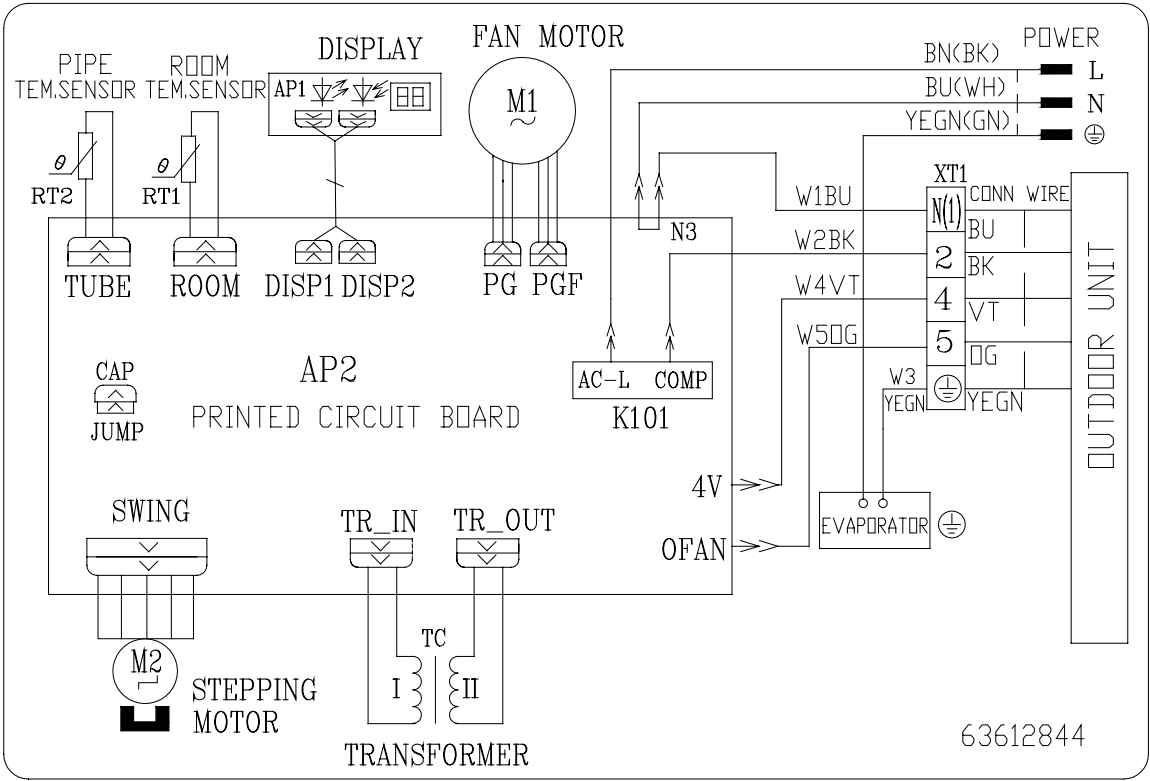 PIPE
TEM.SENSOR
ROOM
TEM.SENSOR
DISPLAY
AP1
88
FAN MOTOR
M1
~
POWER
BN(BK)
L
BU(WH)
N
YEGN(GN)
θ
RT2
θ
RT1
XT1
W1BU
N(1)
CONN WIRE
BU
N3
W2BK
2
BK
TUBE
ROOM
DISP1
DISP2
PG
PGF
W4VT
4
VT
W5OG
5
OG
OUTDOOR UNIT
CAP
JUMP
AP2
PRINTED CIRCUIT BOARD
AC-L
COMP
K101
W3
YEGN
YEGN
4V
OFAN
EVAPORATOR
SWING
TR_IN
TR_OUT
M2
STEPPING
MOTOR
TC
I
II
TRANSFORMER
63612844